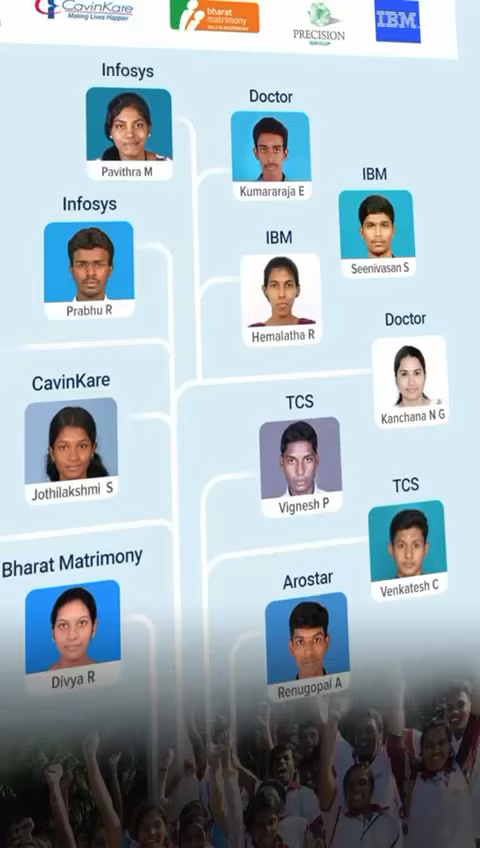 CavinKare
Making Lives Happier
bharat
matrimony
PRECISION
GROUP
IBM
Infosys
Pavithra M
Doctor
Kumararaja E
IBM
Seenivasan S
Infosys
Prabhu R
IBM
Hemalatha R
Doctor
Kanchana N G
CavinKare
Jothilakshmi S
TCS
Vignesh P
TCS
Venkatesh C
Bharat Matrimony
Divya R
Arostar
Renugopal A